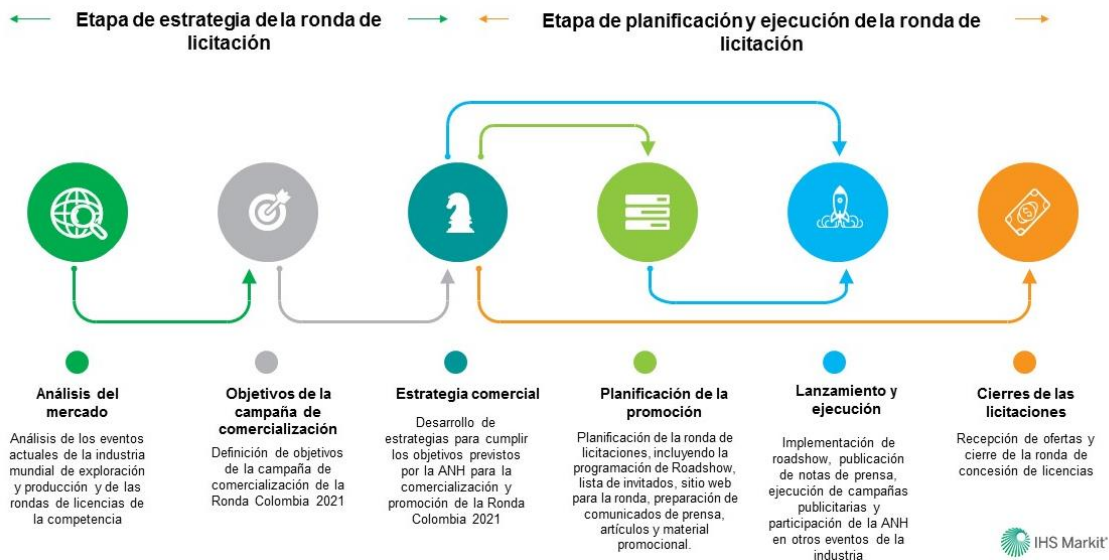 Etapa de estrategia de la ronda de
licitación
Etapa de planificación y ejecución de la ronda de
licitación
Análisis del
mercado
Análisis de los eventos
actuales de la industria
mundial de exploración
y producción y de las
rondas de licencias de
la competencia
Objetivos de la
campaña de
comercialización
Definición de objetivos
de la campaña de
comercialización de la
Ronda Colombia 2021
Estrategia comercial
Desarrollo de
estrategias para cumplir
los objetivos previstos
por la ANH para la
comercialización y
promoción de la Ronda
Colombia 2021
Planificación de la
promoción
Planificación de la ronda de
licitaciones, incluyendo la
programación de Roadshow,
lista de invitados, sitio web
para la ronda, preparación de
comunicados de prensa,
artículos y material
promocional.
Lanzamiento y
ejecución
Implementación de
roadshow, publicación
de notas de prensa,
ejecución de campañas
publicitarias y
participación de la ANH
en otros eventos de la
industria
Cierres de las
licitaciones
Recepción de ofertas y
cierre de la ronda de
concesión de licencias
IHS Markit